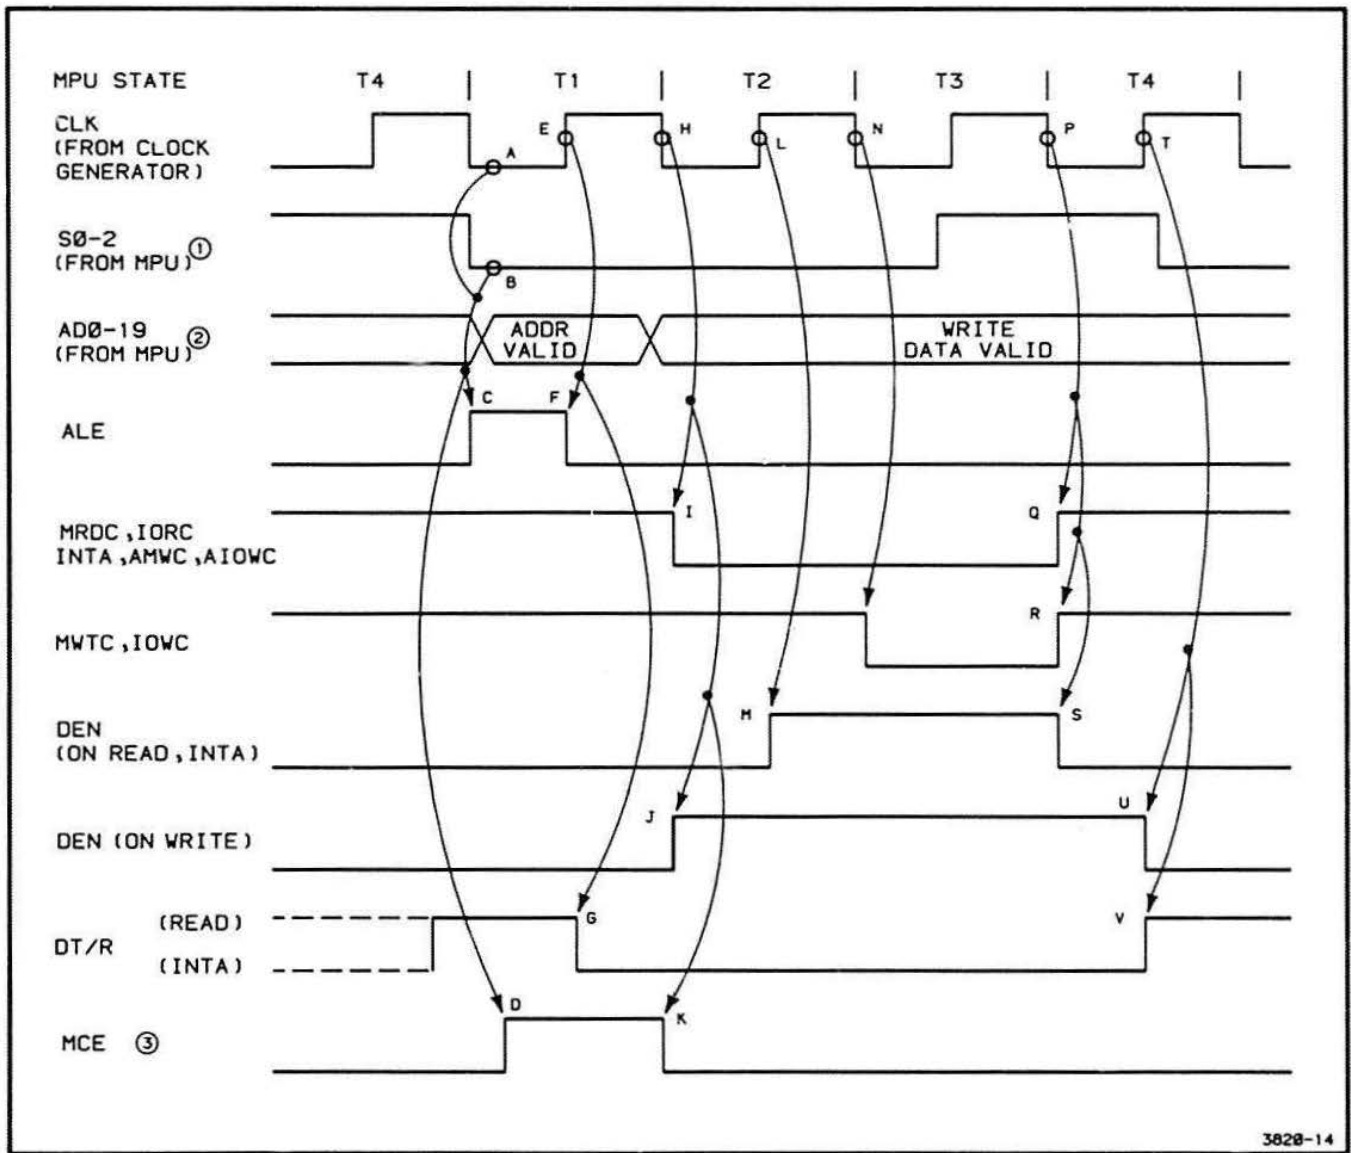 MPU STATE T4 | T1 | T2 | T3 | T4 |
CLK
(FROM CLOCK
GENERATOR)
A E H L N P T
SØ-2 ①
(FROM MPU)
B
ADØ-19 ②
(FROM MPU)
ADDR
VALID
WRITE
DATA VALID
ALE
C F
MRDC,IORC
INTA,AMWC,AIOWC
I Q
MWTC,IOWC
R
DEN
(ON READ,INTA)
M S
DEN (ON WRITE)
J U
DT/R
(READ)
(INTA)
G V
MCE ③
D K
3820-14